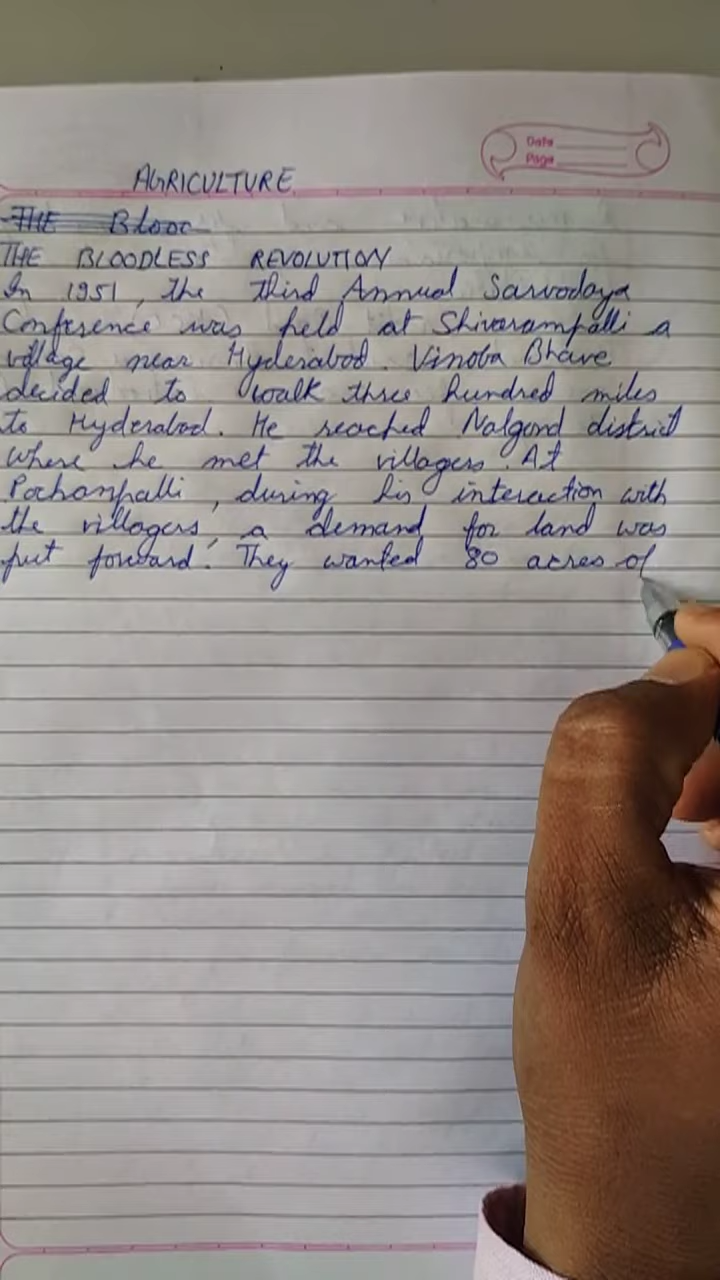 Date
Page
AGRICULTURE
THE Bloo
THE BLOODLESS REVOLUTION
In 1951, the third Annual Sarvodaya
Conference was held at Shivarampalli a
village near Hyderabad. Vinoba Bhave
decided to walk three hundred miles
to Hyderabad. He reached Nalgond district
where he met the villagers. At
Pochampalli, during his interaction with
the villagers, a demand for land was
put forward. They wanted 80 acres of